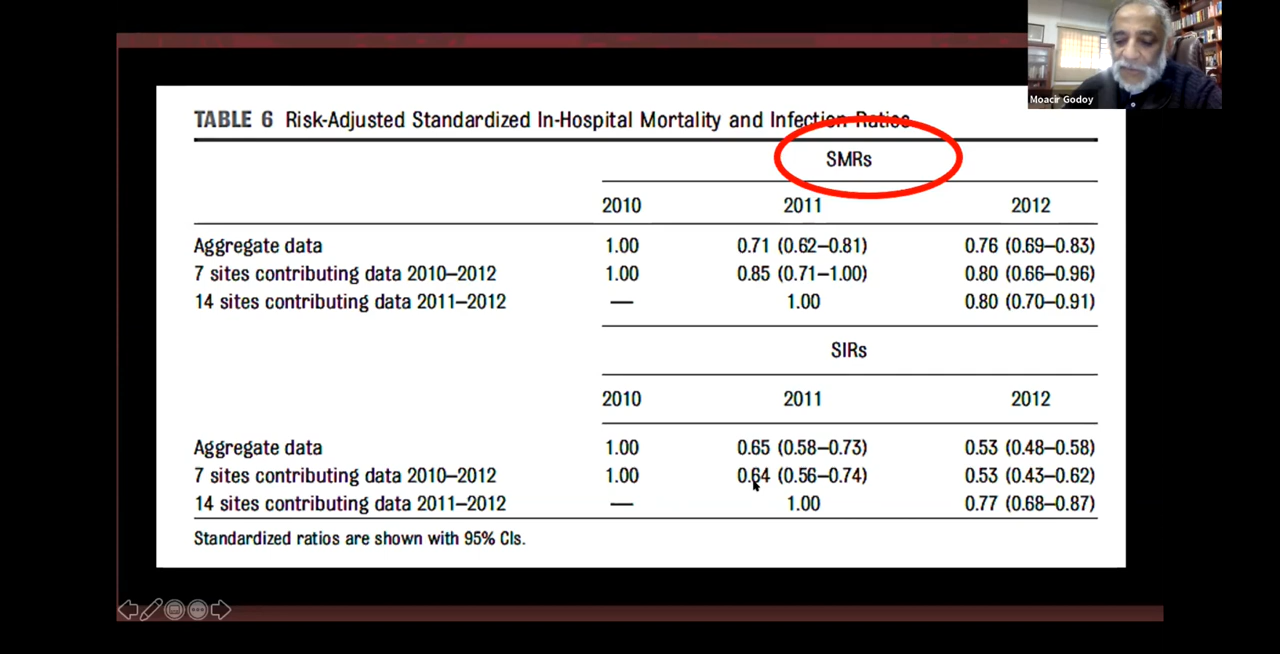 Moacir Godoy
TABLE 6 Risk-Adjusted Standardized In-Hospital Mortality and Infection Ratios
SMRs
2010 2011 2012
Aggregate data 1.00 0.71 (0.62–0.81) 0.76 (0.69–0.83)
7 sites contributing data 2010–2012 1.00 0.85 (0.71–1.00) 0.80 (0.66–0.96)
14 sites contributing data 2011–2012 — 1.00 0.80 (0.70–0.91)
SIRs
2010 2011 2012
Aggregate data 1.00 0.65 (0.58–0.73) 0.53 (0.48–0.58)
7 sites contributing data 2010–2012 1.00 0.64 (0.56–0.74) 0.53 (0.43–0.62)
14 sites contributing data 2011–2012 — 1.00 0.77 (0.68–0.87)
Standardized ratios are shown with 95% CIs.